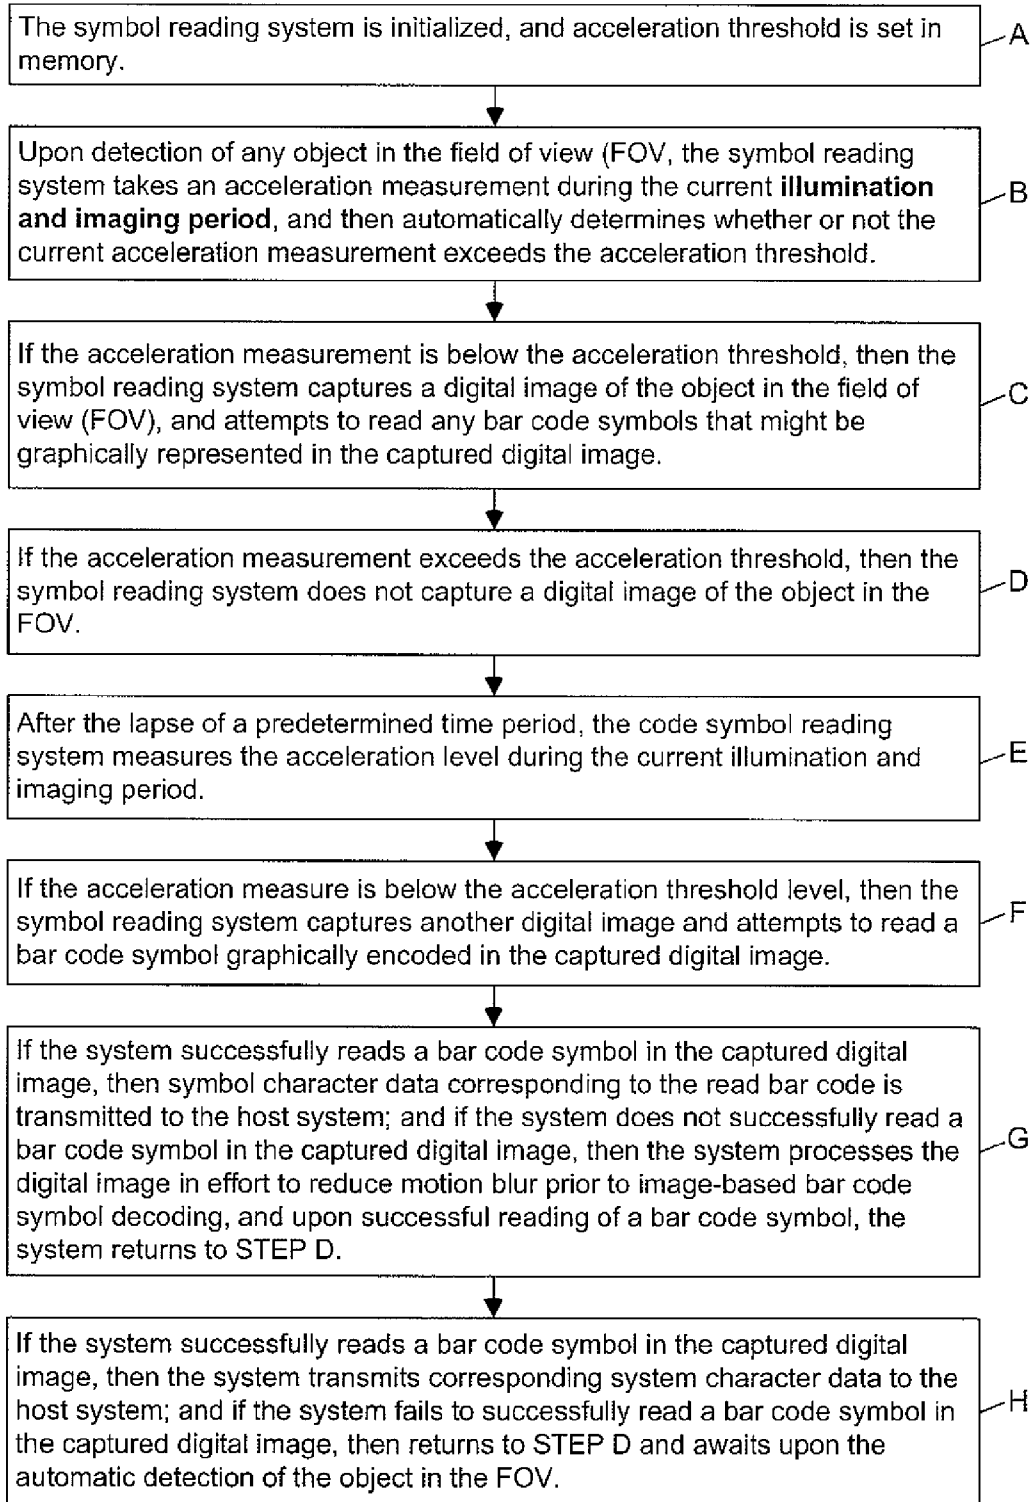 The symbol reading system is initialized, and acceleration threshold is set in
memory.
A
Upon detection of any object in the field of view (FOV, the symbol reading
system takes an acceleration measurement during the current illumination
and imaging period, and then automatically determines whether or not the
current acceleration measurement exceeds the acceleration threshold.
B
If the acceleration measurement is below the acceleration threshold, then the
symbol reading system captures a digital image of the object in the field of
view (FOV), and attempts to read any bar code symbols that might be
graphically represented in the captured digital image.
C
If the acceleration measurement exceeds the acceleration threshold, then the
symbol reading system does not capture a digital image of the object in the
FOV.
D
After the lapse of a predetermined time period, the code symbol reading
system measures the acceleration level during the current illumination and
imaging period.
E
If the acceleration measure is below the acceleration threshold level, then the
symbol reading system captures another digital image and attempts to read a
bar code symbol graphically encoded in the captured digital image.
F
If the system successfully reads a bar code symbol in the captured digital
image, then symbol character data corresponding to the read bar code is
transmitted to the host system; and if the system does not successfully read a
bar code symbol in the captured digital image, then the system processes the
digital image in effort to reduce motion blur prior to image-based bar code
symbol decoding, and upon successful reading of a bar code symbol, the
system returns to STEP D.
G
If the system successfully reads a bar code symbol in the captured digital
image, then the system transmits corresponding system character data to the
host system; and if the system fails to successfully read a bar code symbol in
the captured digital image, then returns to STEP D and awaits upon the
automatic detection of the object in the FOV.
H